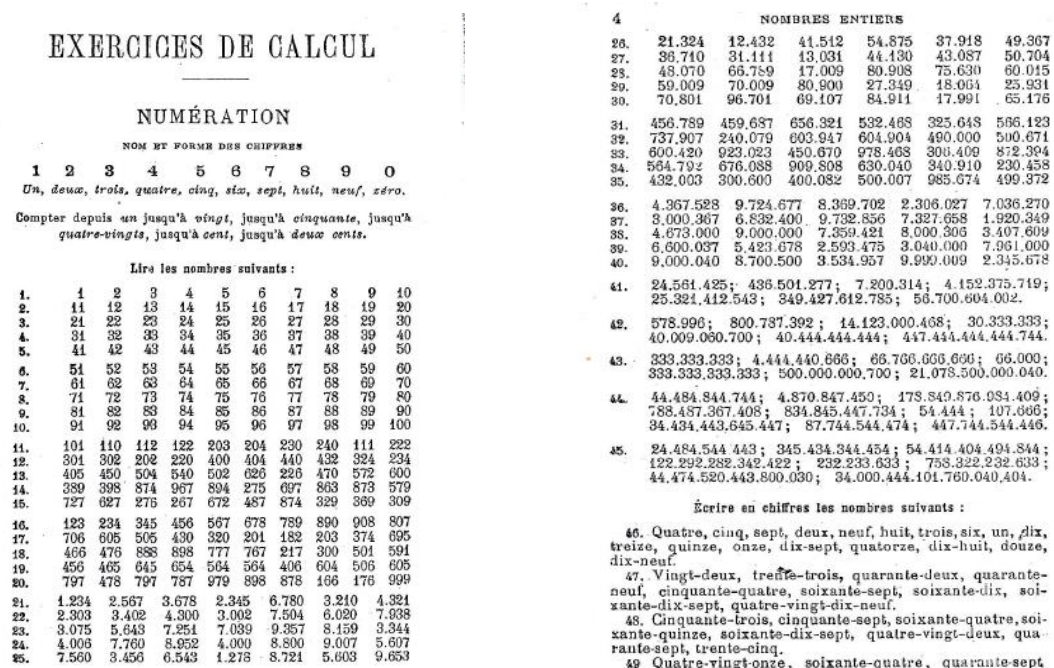 EXERCICES DE CALCUL
NUMÉRATION
NOM ET FORME DES CHIFFRES
1 2 3 4 5 6 7 8 9 0
Un, deux, trois, quatre, cinq, six, sept, huit, neuf, zéro.
Compter depuis un jusqu'à vingt, jusqu'à cinquante, jusqu'à
quatre-vingts, jusqu'à cent, jusqu'à deux cents.
Lire les nombres suivants :
1. 1 2 3 4 5 6 7 8 9 10
2. 11 12 13 14 15 16 17 18 19 20
3. 21 22 23 24 25 26 27 28 29 30
4. 31 32 33 34 35 36 37 38 39 40
5. 41 42 43 44 45 46 47 48 49 50
6. 51 52 53 54 55 56 57 58 59 60
7. 61 62 63 64 65 66 67 68 69 70
8. 71 72 73 74 75 76 77 78 79 80
9. 81 82 83 84 85 86 87 88 89 90
10. 91 92 93 94 95 96 97 98 99 100
11. 101 110 112 122 203 204 230 240 111 222
12. 301 302 202 220 400 404 440 432 324 234
13. 405 450 504 540 502 626 226 470 572 600
14. 389 398 874 967 894 275 697 863 873 579
15. 727 627 276 267 672 487 874 329 369 309
16. 123 234 345 456 567 678 789 890 908 807
17. 706 605 505 430 320 201 182 203 374 695
18. 466 476 888 898 777 767 217 300 501 591
19. 456 465 645 654 564 564 406 604 506 605
20. 797 478 797 787 979 898 878 166 176 999
21. 1.234 2.567 3.678 2.345 6.780 3.210 4.321
22. 2.303 3.402 4.300 3.002 7.504 6.020 7.938
23. 3.075 5.643 7.251 7.039 9.357 8.159 3.344
24. 4.006 7.760 8.952 4.000 8.800 9.007 5.607
25. 7.560 3.456 6.543 1.278 8.721 5.603 9.653
4 NOMBRES ENTIERS
26. 21.324 12.432 41.512 54.875 37.918 49.367
27. 36.710 31.111 13.031 44.130 43.087 50.704
28. 48.070 66.789 17.009 80.908 75.630 60.015
29. 59.009 70.009 80.900 27.349 18.064 25.931
30. 70.801 96.701 69.107 84.911 17.991 65.176
31. 456.789 459.687 656.321 532.468 325.648 566.123
32. 737.907 240.079 603.947 604.904 490.000 500.671
33. 600.420 923.023 450.670 978.468 306.409 872.394
34. 564.792 676.088 909.808 630.040 340.910 230.458
35. 432.003 300.600 400.082 500.007 985.674 499.372
36. 4.367.528 9.724.677 8.369.702 2.306.027 7.036.270
37. 3.000.367 6.832.400 9.732.856 7.327.658 1.920.349
38. 4.673.000 9.000.000 7.359.421 8.000.306 3.407.609
39. 6.600.037 5.423.678 2.593.475 3.040.000 7.961.000
40. 9.000.040 8.700.500 3.534.957 9.999.009 2.345.678
41. 24.561.425; 436.501.277; 7.200.314; 4.152.375.719;
25.321.412.543; 349.427.612.785; 56.700.604.002.
42. 578.996; 800.787.392; 14.123.000.468; 30.333.333;
40.009.060.700; 40.444.444.444; 447.444.444.444.744.
43. 333.333.333; 4.444.440.666; 66.766.666.666; 66.000;
333.333.333.333; 500.000.000.700; 21.078.500.000.040.
44. 44.484.844.744; 4.870.847.450; 178.849.876.984.409;
788.487.367.408; 834.845.447.734; 54.444; 107.666;
34.434.443.645.447; 87.744.544.474; 447.744.544.446.
45. 24.484.544.443; 345.434.344.454; 54.414.404.494.844;
122.292.282.342.422; 232.233.633; 758.322.232.633;
44.474.520.443.800.030; 34.000.444.101.760.040.404.
Écrire en chiffres les nombres suivants :
46. Quatre, cinq, sept, deux, neuf, huit, trois, six, un, dix,
treize, quinze, onze, dix-sept, quatorze, dix-huit, douze,
dix-neuf.
47. Vingt-deux, trente-trois, quarante-deux, quarante-
neuf, cinquante-quatre, soixante-sept, soixante-dix, soi-
xante-dix-sept, quatre-vingt-dix-neuf.
48. Cinquante-trois, cinquante-sept, soixante-quatre, soi-
xante-quinze, soixante-dix-sept, quatre-vingt-deux, qua
rante-sept, trente-cinq.
49 Quatre-vingt-onze, soixante-quatre, quarante-sept